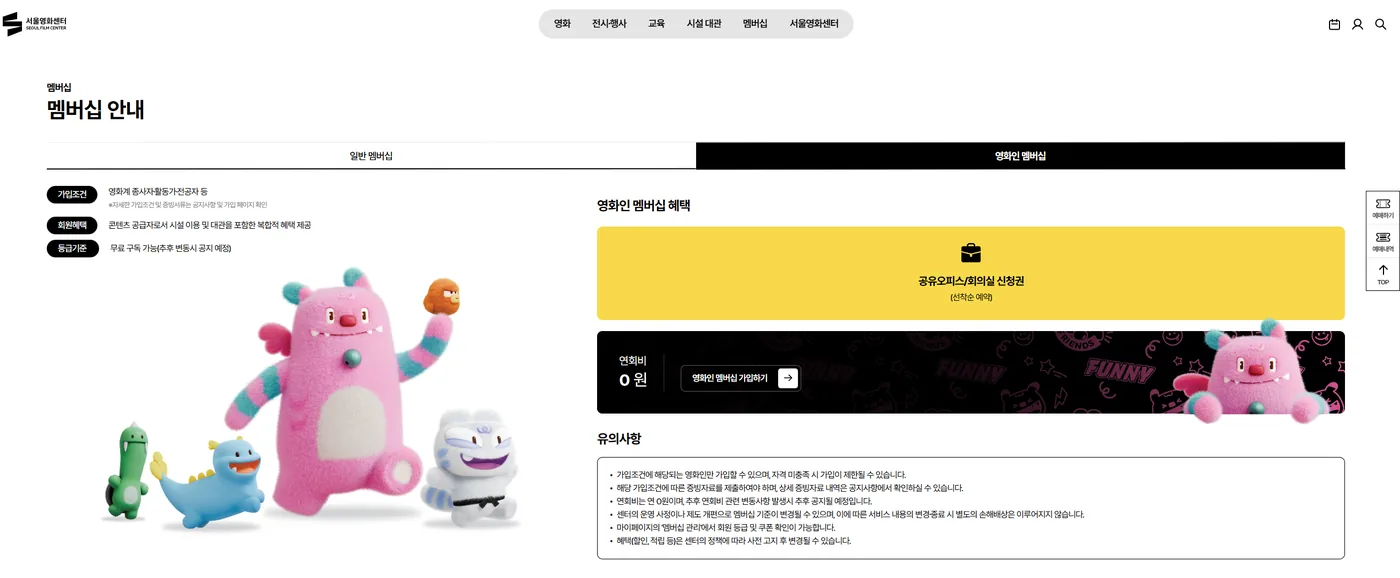 서울영화센터
SEOUL FILM CENTER
영화 전시·행사 교육 시설 대관 멤버십 서울영화센터
멤버십
멤버십 안내
일반 멤버십 영화인 멤버십
가입조건 영화계 종사자·활동가·전공자 등
※자세한 가입조건 및 증빙서류는 공지사항 및 가입 페이지 확인
회원혜택 콘텐츠 공급자로서 시설 이용 및 대관을 포함한 복합적 혜택 제공
등급기준 무료 구독 가능(추후 변동시 공지 예정)
영화인 멤버십 혜택
공유오피스/회의실 신청권
(선착순 예약)
연회비
0 원
영화인 멤버십 가입하기
FRIENDS
FUNNY
FUNNY
유의사항
• 가입조건에 해당되는 영화인만 가입할 수 있으며, 자격 미충족 시 가입이 제한될 수 있습니다.
• 해당 가입조건에 따른 증빙자료를 제출하여야 하며, 상세 증빙자료 내역은 공지사항에서 확인하실 수 있습니다.
• 연회비는 연 0원이며, 추후 연회비 관련 변동사항 발생시 추후 공지될 예정입니다.
• 센터의 운영 사정이나 제도 개편으로 멤버십 기준이 변경될 수 있으며, 이에 따른 서비스 내용의 변경·종료 시 별도의 손해배상은 이루어지지 않습니다.
• 마이페이지의 '멤버십 관리'에서 회원 등급 및 쿠폰 확인이 가능합니다.
• 혜택(할인, 적립 등)은 센터의 정책에 따라 사전 고지 후 변경될 수 있습니다.
예매하기
예매내역
TOP